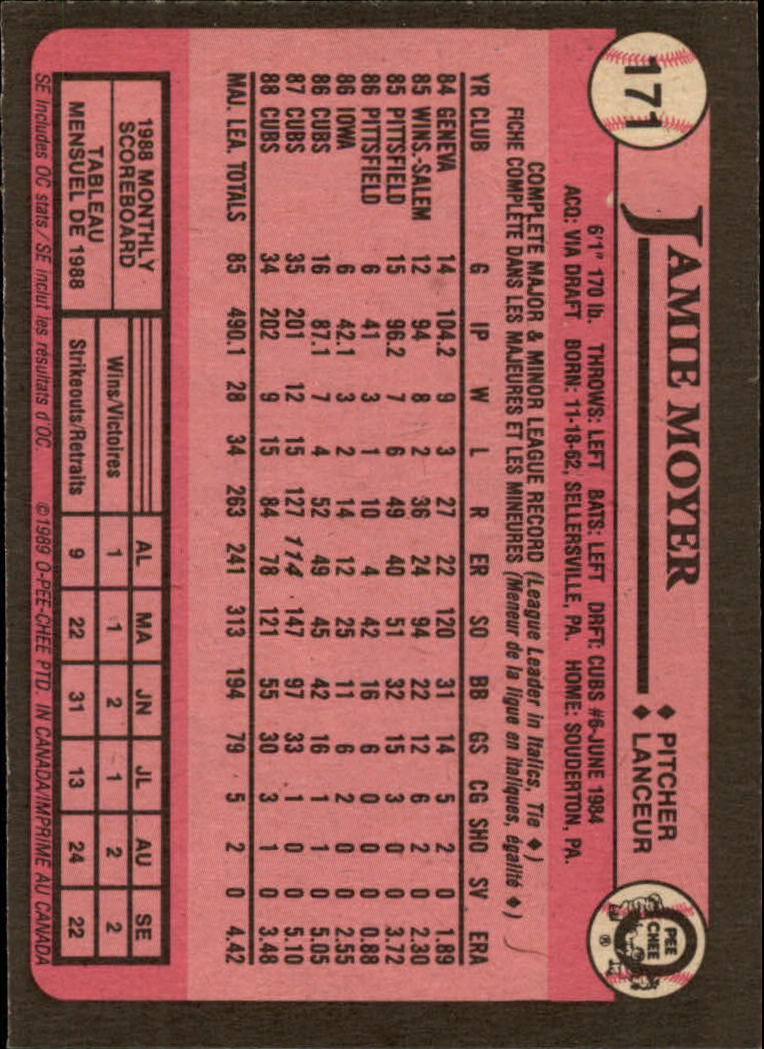 171
JAMIE MOYER
♦ PITCHER
♦ LANCEUR
O
PEE
CHEE
®
6'1" 170 lb. THROWS: LEFT BATS: LEFT DRFT: CUBS #6-JUNE 1984
ACQ: VIA DRAFT BORN: 11-18-62, SELLERSVILLE, PA. HOME: SOUDERTON, PA.
COMPLETE MAJOR & MINOR LEAGUE RECORD (League Leader in Italics, Tie ♦)
FICHE COMPLÈTE DANS LES MAJEURES ET LES MINEURES (Meneur de la ligue en italiques, égalité ♦)
YR CLUB G IP W L R ER SO BB GS CG SHO SV ERA
84 GENEVA 14 104.2 9 3 27 22 120 31 14 5 2 0 1.89
85 WINS.-SALEM 12 94 8 2 36 24 94 22 12 6 2 0 2.30
85 PITTSFIELD 15 96.2 7 6 49 40 51 32 15 3 0 0 3.72
86 PITTSFIELD 6 41 3 1 10 4 42 16 6 0 0 0 0.88
86 IOWA 6 42.1 3 2 14 12 25 11 6 2 0 0 2.55
86 CUBS 16 87.1 7 4 52 49 45 42 16 1 1 0 5.05
87 CUBS 35 201 12 15 127 114 147 97 33 1 0 0 5.10
88 CUBS 34 202 9 15 84 78 121 55 30 3 1 0 3.48
MAJ. LEA. TOTALS 85 490.1 28 34 263 241 313 194 79 5 2 0 4.42
1988 MONTHLY
SCOREBOARD
TABLEAU
MENSUEL DE 1988
AL MA JN JL AU SE
Wins/Victoires 1 1 2 1 2 2
Strikeouts/Retraits 9 22 31 13 24 22
SE includes OC stats / SE inclut les résultats d'OC. ©1989 O-PEE-CHEE PTD. IN CANADA/IMPRIMÉ AU CANADA